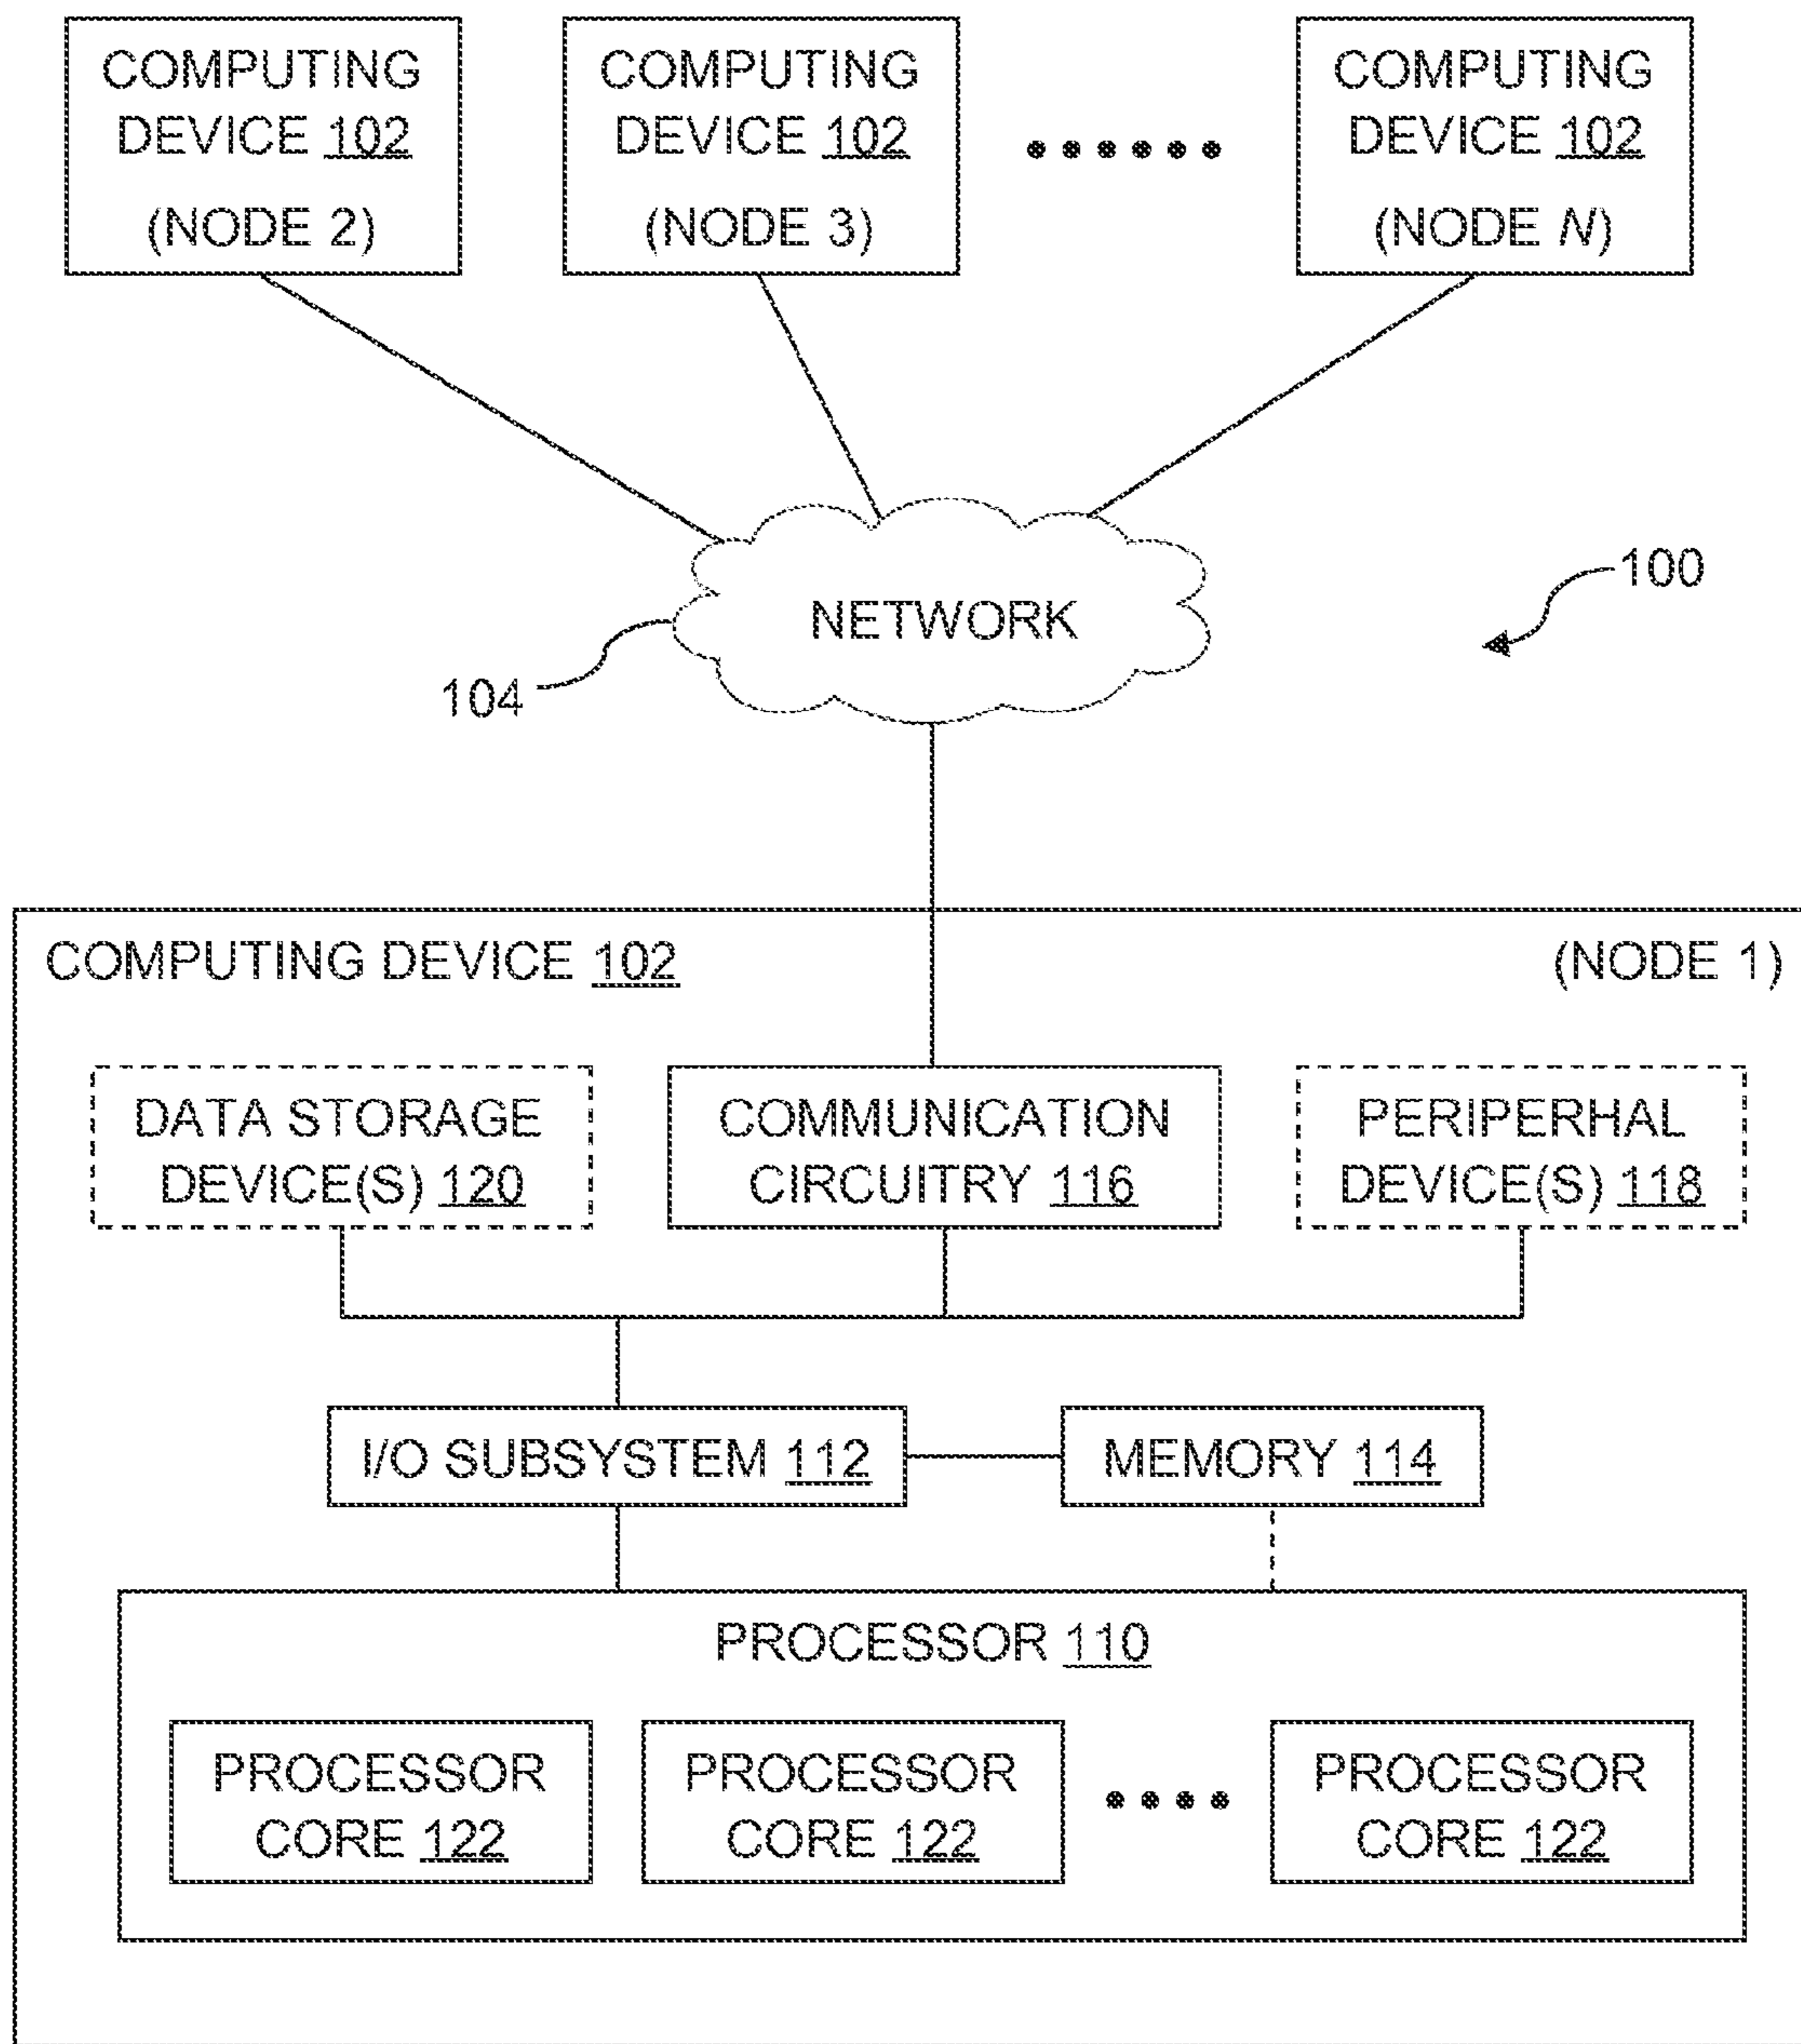 COMPUTING
DEVICE 102
(NODE 2)
COMPUTING
DEVICE 102
(NODE 3)
COMPUTING
DEVICE 102
(NODE N)
NETWORK
100
104
COMPUTING DEVICE 102
(NODE 1)
DATA STORAGE
DEVICE(S) 120
COMMUNICATION
CIRCUITRY 116
PERIPERHAL
DEVICE(S) 118
I/O SUBSYSTEM 112
MEMORY 114
PROCESSOR 110
PROCESSOR
CORE 122
PROCESSOR
CORE 122
PROCESSOR
CORE 122